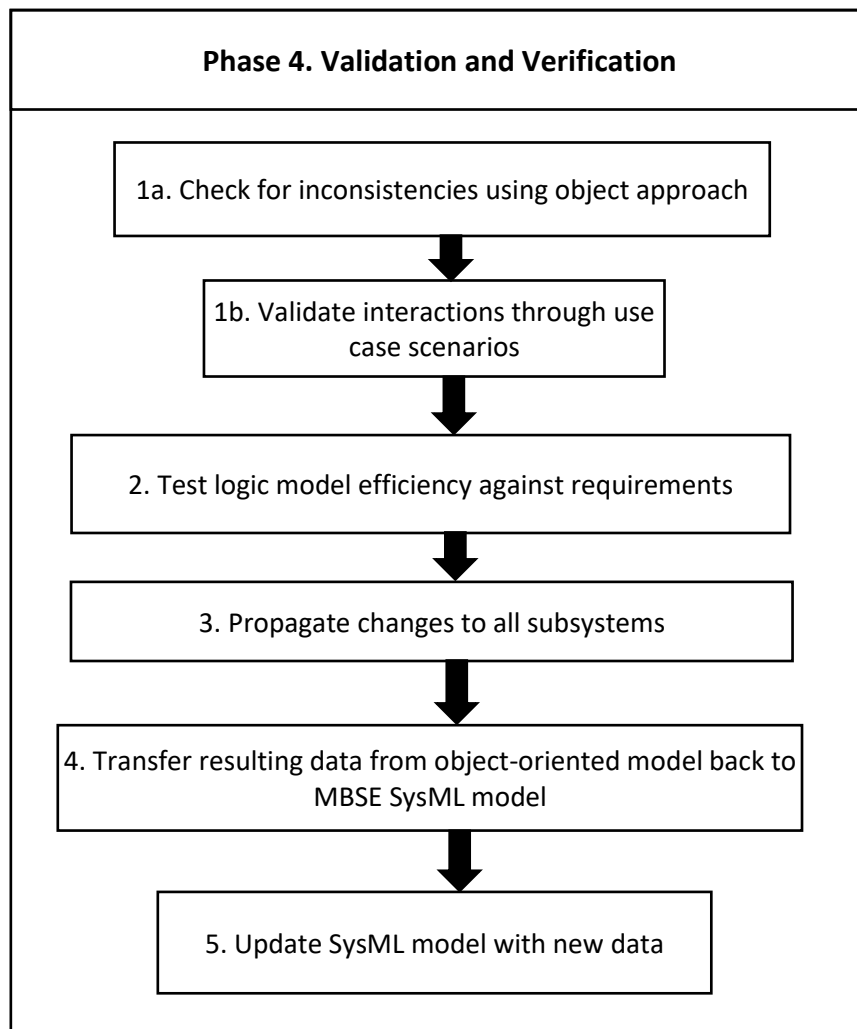 Phase 4. Validation and Verification
1a. Check for inconsistencies using object approach
1b. Validate interactions through use
case scenarios
2. Test logic model efficiency against requirements
3. Propagate changes to all subsystems
4. Transfer resulting data from object-oriented model back to
MBSE SysML model
5. Update SysML model with new data